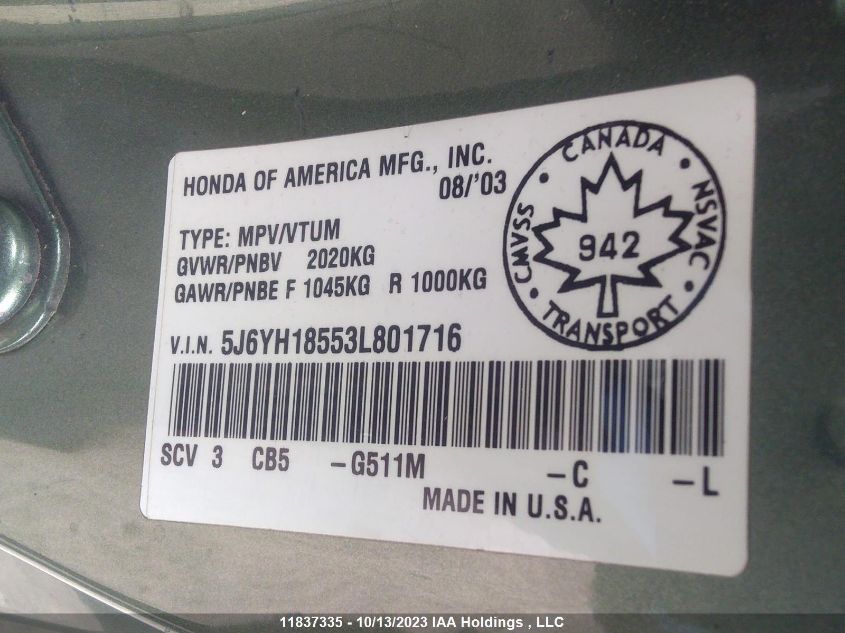 HONDA OF AMERICA MFG., INC.
08/'03
TYPE: MPV/VTUM
GVWR/PNBV 2020KG
GAWR/PNBE F 1045KG R 1000KG
CANADA
CMVSS
NSVAC
942
TRANSPORT
V.I.N. 5J6YH18553L801716
SCV 3 CB5 -G511M -C -L
MADE IN U.S.A.
11837335 - 10/13/2023 IAA Holdings , LLC